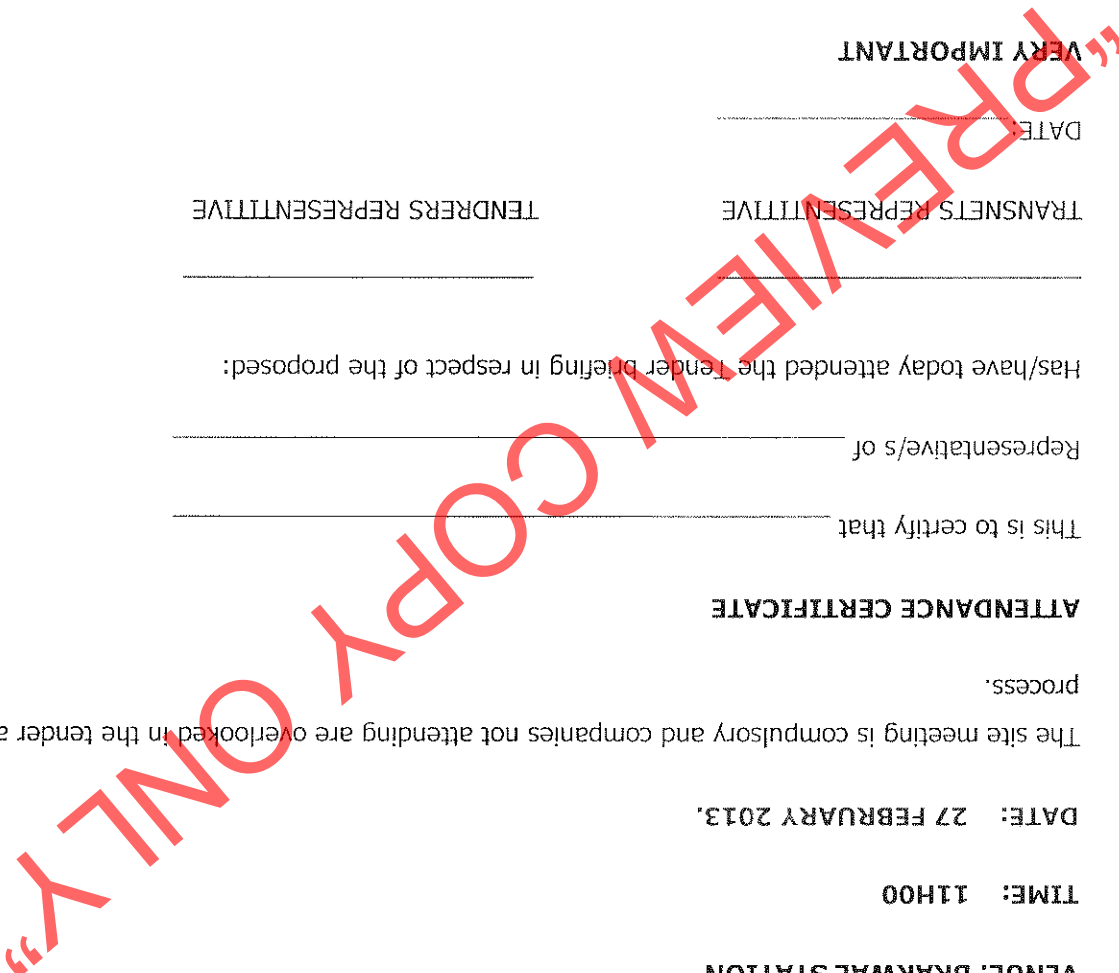 VENUE: BRAKWAL STATION
TIME: 11H00
DATE: 27 FEBRUARY 2013.
The site meeting is compulsory and companies not attending are overlooked in the tender a
process.
ATTENDANCE CERTIFICATE
This is to certify that
Representative/s of
Has/have today attended the Tender briefing in respect of the proposed:
TRANSNETS REPRESENTITIVE TENDRERS REPRESENTITIVE
DATE:
VERY IMPORTANT
"PREVIEW COPY ONLY"